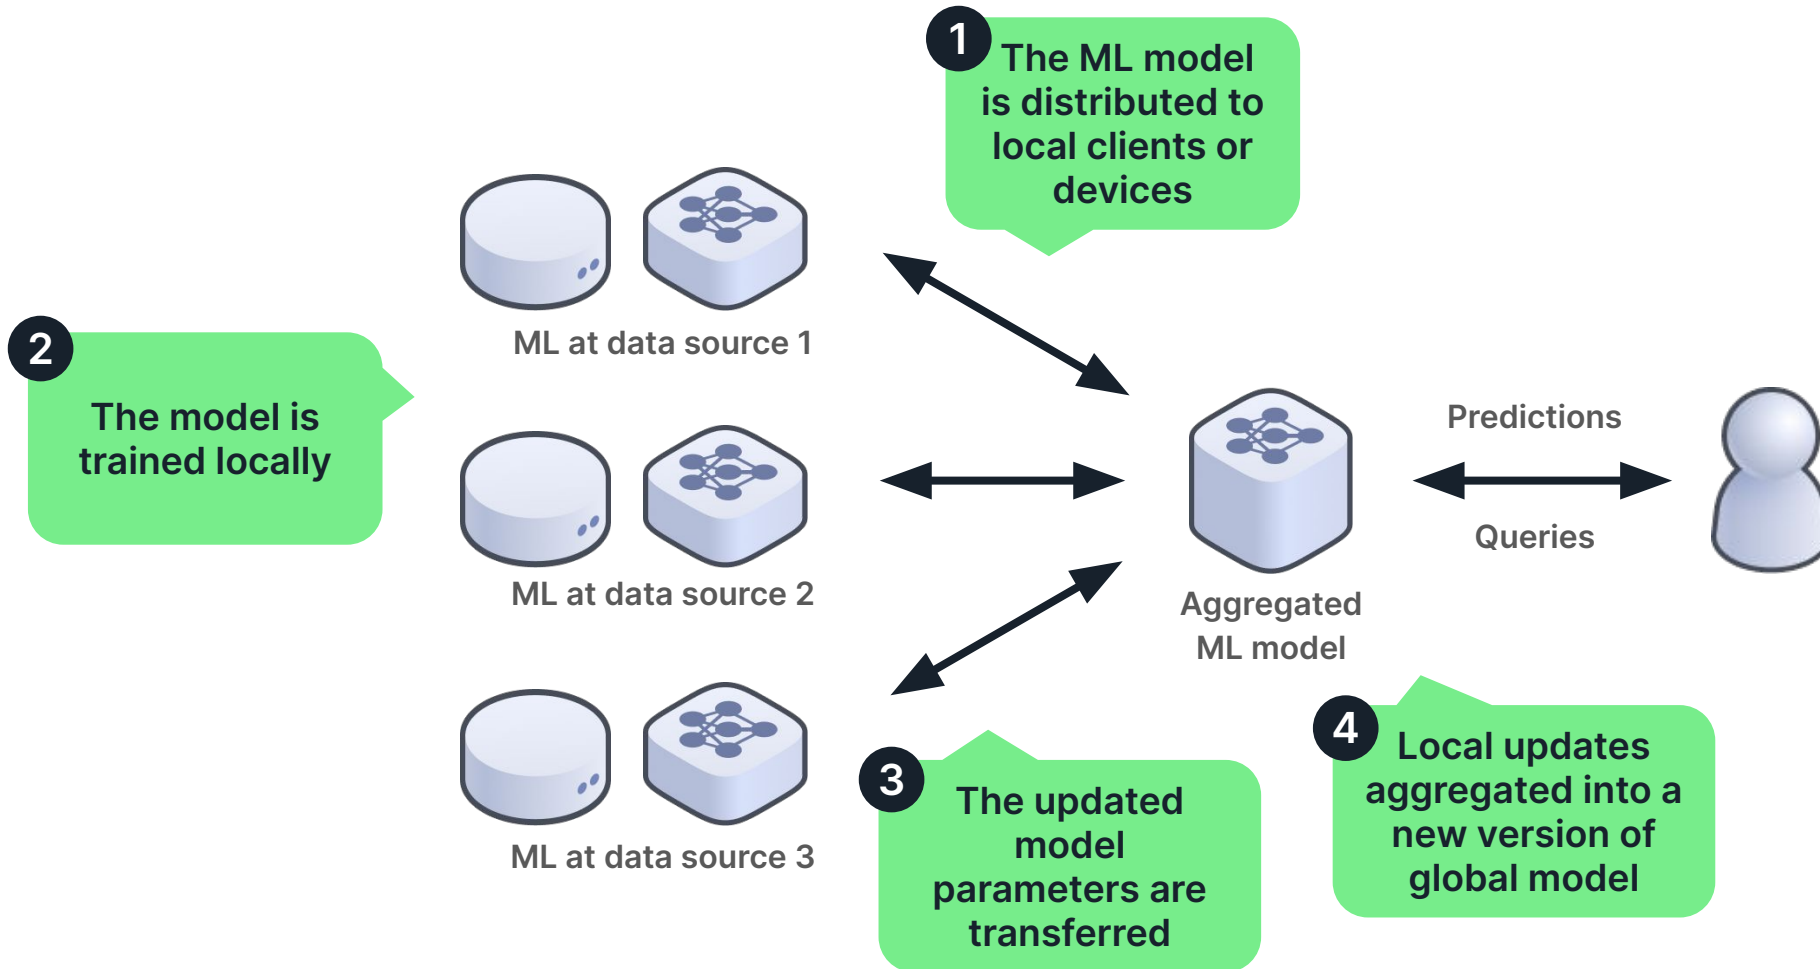 1
The ML model
is distributed to
local clients or
devices
ML at data source 1
2
The model is
trained locally
ML at data source 2
Predictions
Queries
Aggregated
ML model
ML at data source 3
3
The updated
model
parameters are
transferred
4
Local updates
aggregated into a
new version of
global model